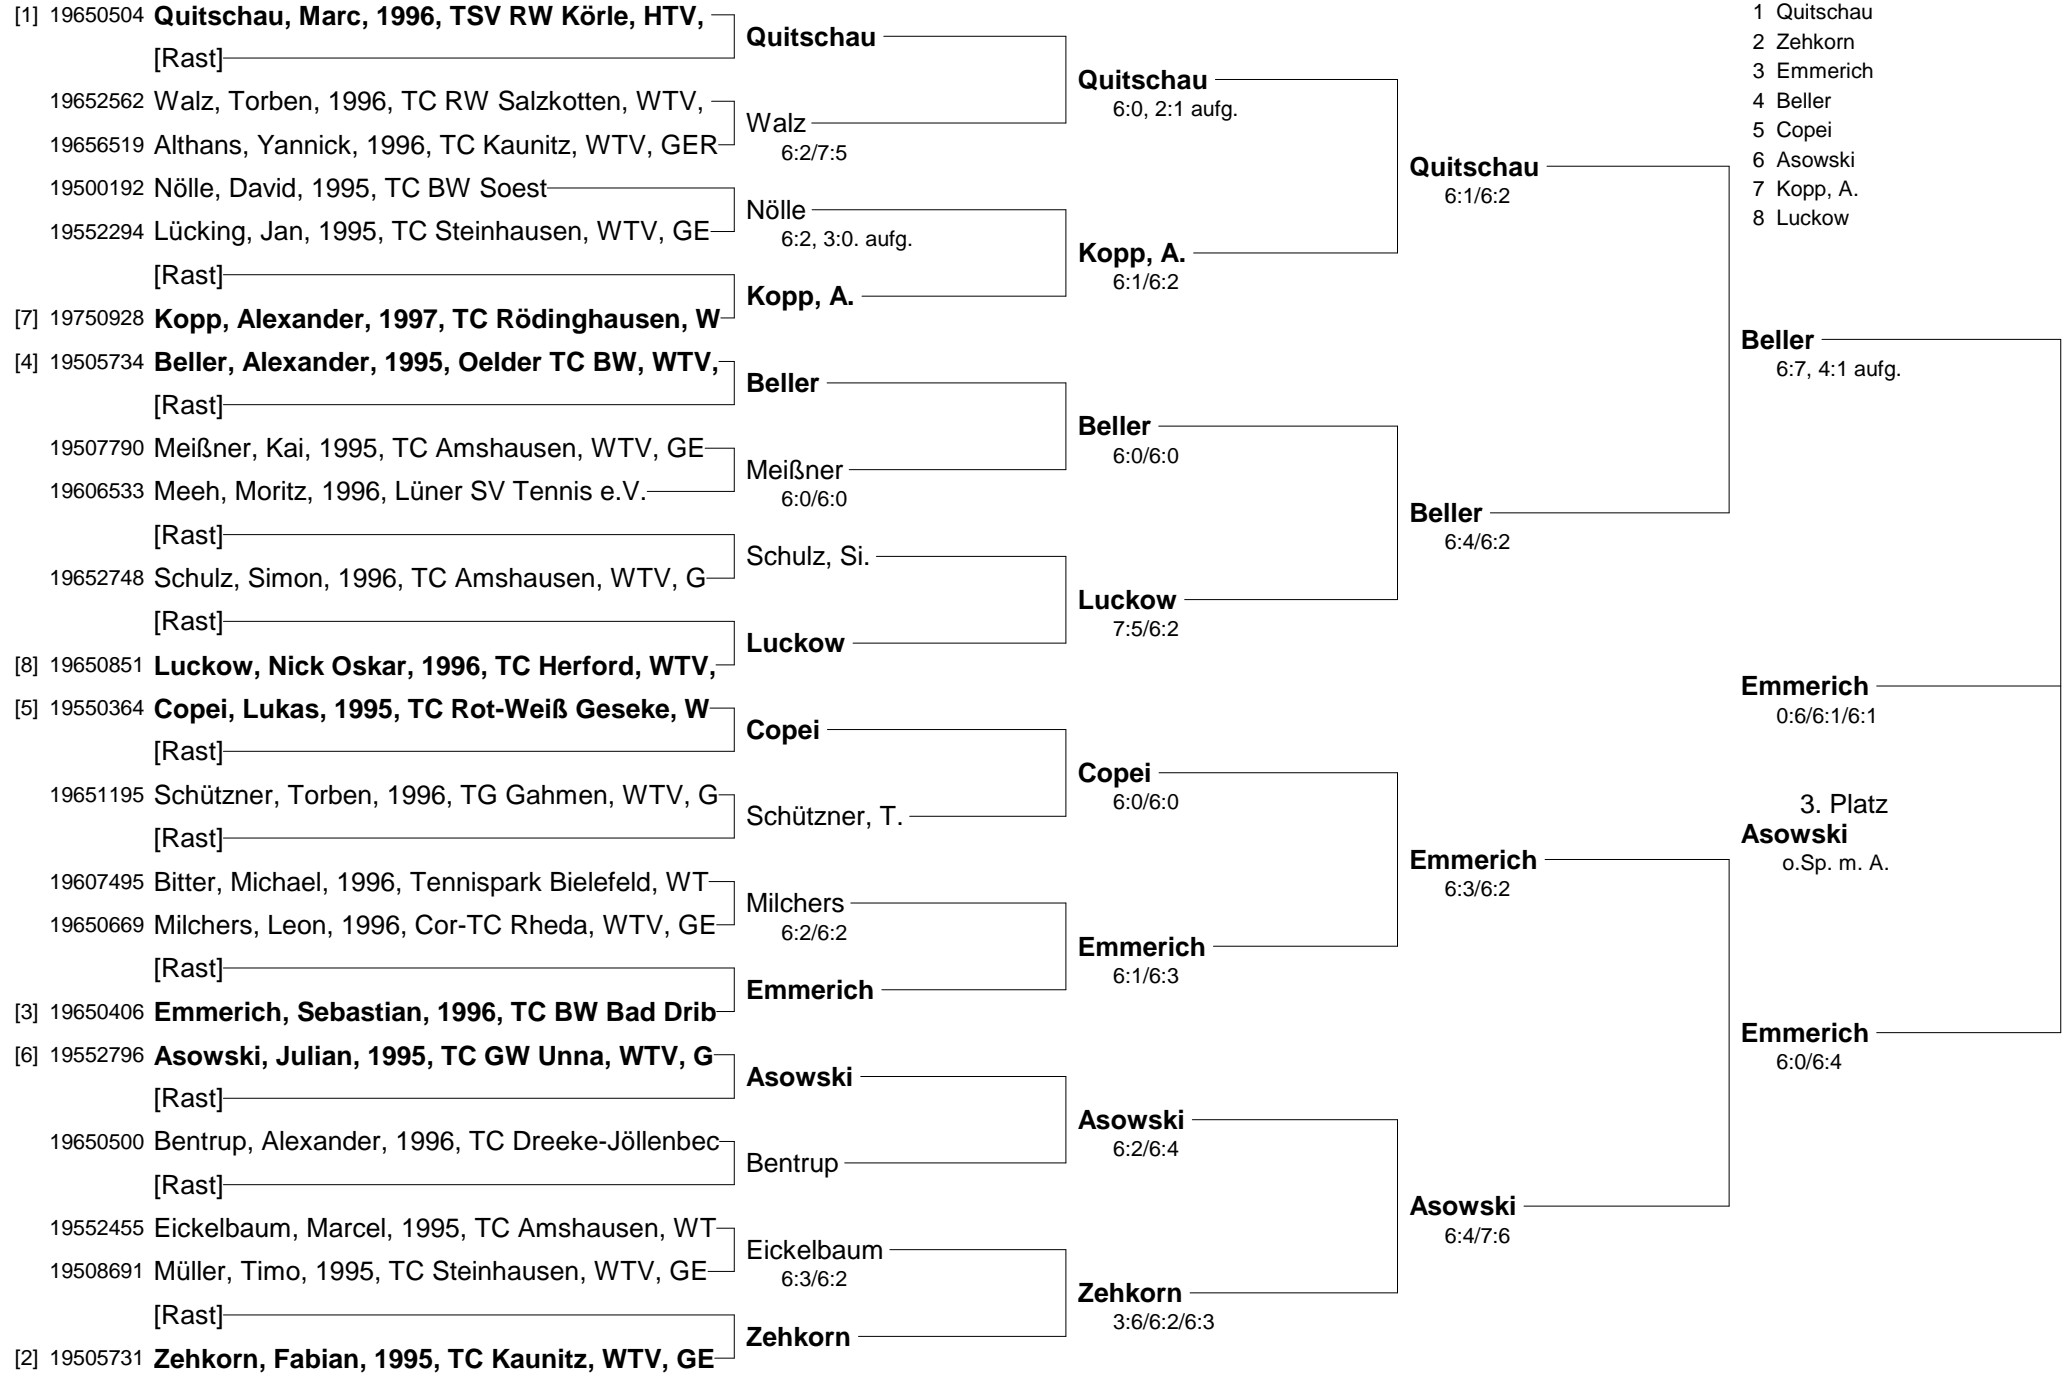 [1] 19650504 Quitschau, Marc, 1996, TSV RW Körle, HTV,
[Rast]
19652562 Walz, Torben, 1996, TC RW Salzkotten, WTV,
19656519 Althans, Yannick, 1996, TC Kaunitz, WTV, GER
19500192 Nölle, David, 1995, TC BW Soest
19552294 Lücking, Jan, 1995, TC Steinhausen, WTV, GE
[Rast]
[7] 19750928 Kopp, Alexander, 1997, TC Rödinghausen, W
[4] 19505734 Beller, Alexander, 1995, Oelder TC BW, WTV,
[Rast]
19507790 Meißner, Kai, 1995, TC Amshausen, WTV, GE
19606533 Meeh, Moritz, 1996, Lüner SV Tennis e.V.
[Rast]
19652748 Schulz, Simon, 1996, TC Amshausen, WTV, G
[Rast]
[8] 19650851 Luckow, Nick Oskar, 1996, TC Herford, WTV,
[5] 19550364 Copei, Lukas, 1995, TC Rot-Weiß Geseke, W
[Rast]
19651195 Schützner, Torben, 1996, TG Gahmen, WTV, G
[Rast]
19607495 Bitter, Michael, 1996, Tennispark Bielefeld, WT
19650669 Milchers, Leon, 1996, Cor-TC Rheda, WTV, GE
[Rast]
[3] 19650406 Emmerich, Sebastian, 1996, TC BW Bad Drib
[6] 19552796 Asowski, Julian, 1995, TC GW Unna, WTV, G
[Rast]
19650500 Bentrup, Alexander, 1996, TC Dreeke-Jöllenbec
[Rast]
19552455 Eickelbaum, Marcel, 1995, TC Amshausen, WT
19508691 Müller, Timo, 1995, TC Steinhausen, WTV, GE
[Rast]
[2] 19505731 Zehkorn, Fabian, 1995, TC Kaunitz, WTV, GE
Quitschau
Walz
6:2/7:5
Nölle
6:2, 3:0. aufg.
Kopp, A.
Beller
Meißner
6:0/6:0
Schulz, Si.
Luckow
Copei
Schützner, T.
Milchers
6:2/6:2
Emmerich
Asowski
Bentrup
Eickelbaum
6:3/6:2
Zehkorn
Quitschau
6:0, 2:1 aufg.
Kopp, A.
6:1/6:2
Beller
6:0/6:0
Luckow
7:5/6:2
Copei
6:0/6:0
Emmerich
6:1/6:3
Asowski
6:2/6:4
Zehkorn
3:6/6:2/6:3
Quitschau
6:1/6:2
Beller
6:4/6:2
Emmerich
6:3/6:2
Asowski
6:4/7:6
1 Quitschau
2 Zehkorn
3 Emmerich
4 Beller
5 Copei
6 Asowski
7 Kopp, A.
8 Luckow
Beller
6:7, 4:1 aufg.
Emmerich
0:6/6:1/6:1
3. Platz
Asowski
o.Sp. m. A.
Emmerich
6:0/6:4